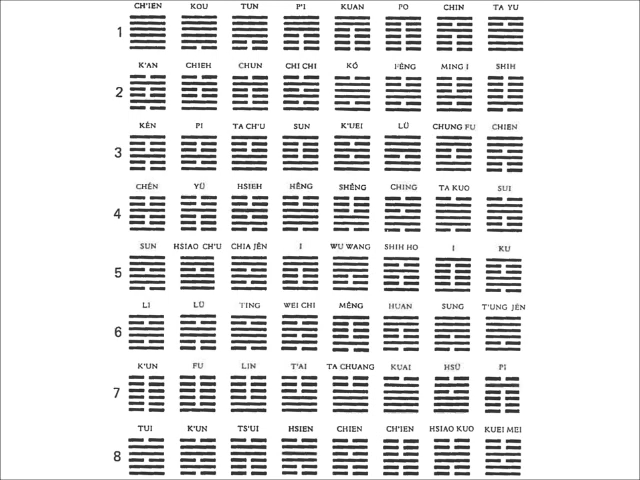 CH'IEN KOU TUN P'I KUAN PO CHIN TA YU
1
K'AN CHIEH CHUN CHI CHI KÓ FÊNG MING I SHIH
2
KÊN PI TA CH'U SUN K'UEI LÜ CHUNG FU CHIEN
3
CHÊN YÜ HSIEH HÊNG SHÊNG CHING TA KUO SUI
4
SUN HSIAO CH'U CHIA JÊN I WU WANG SHIH HO I KU
5
LI LÜ TING WEI CHI MÊNG HUAN SUNG T'UNG JÊN
6
K'UN FU LIN T'AI TA CHUANG KUAI HSÜ PI
7
TUI K'UN TS'UI HSIEN CHIEN CH'IEN HSIAO KUO KUEI MEI
8